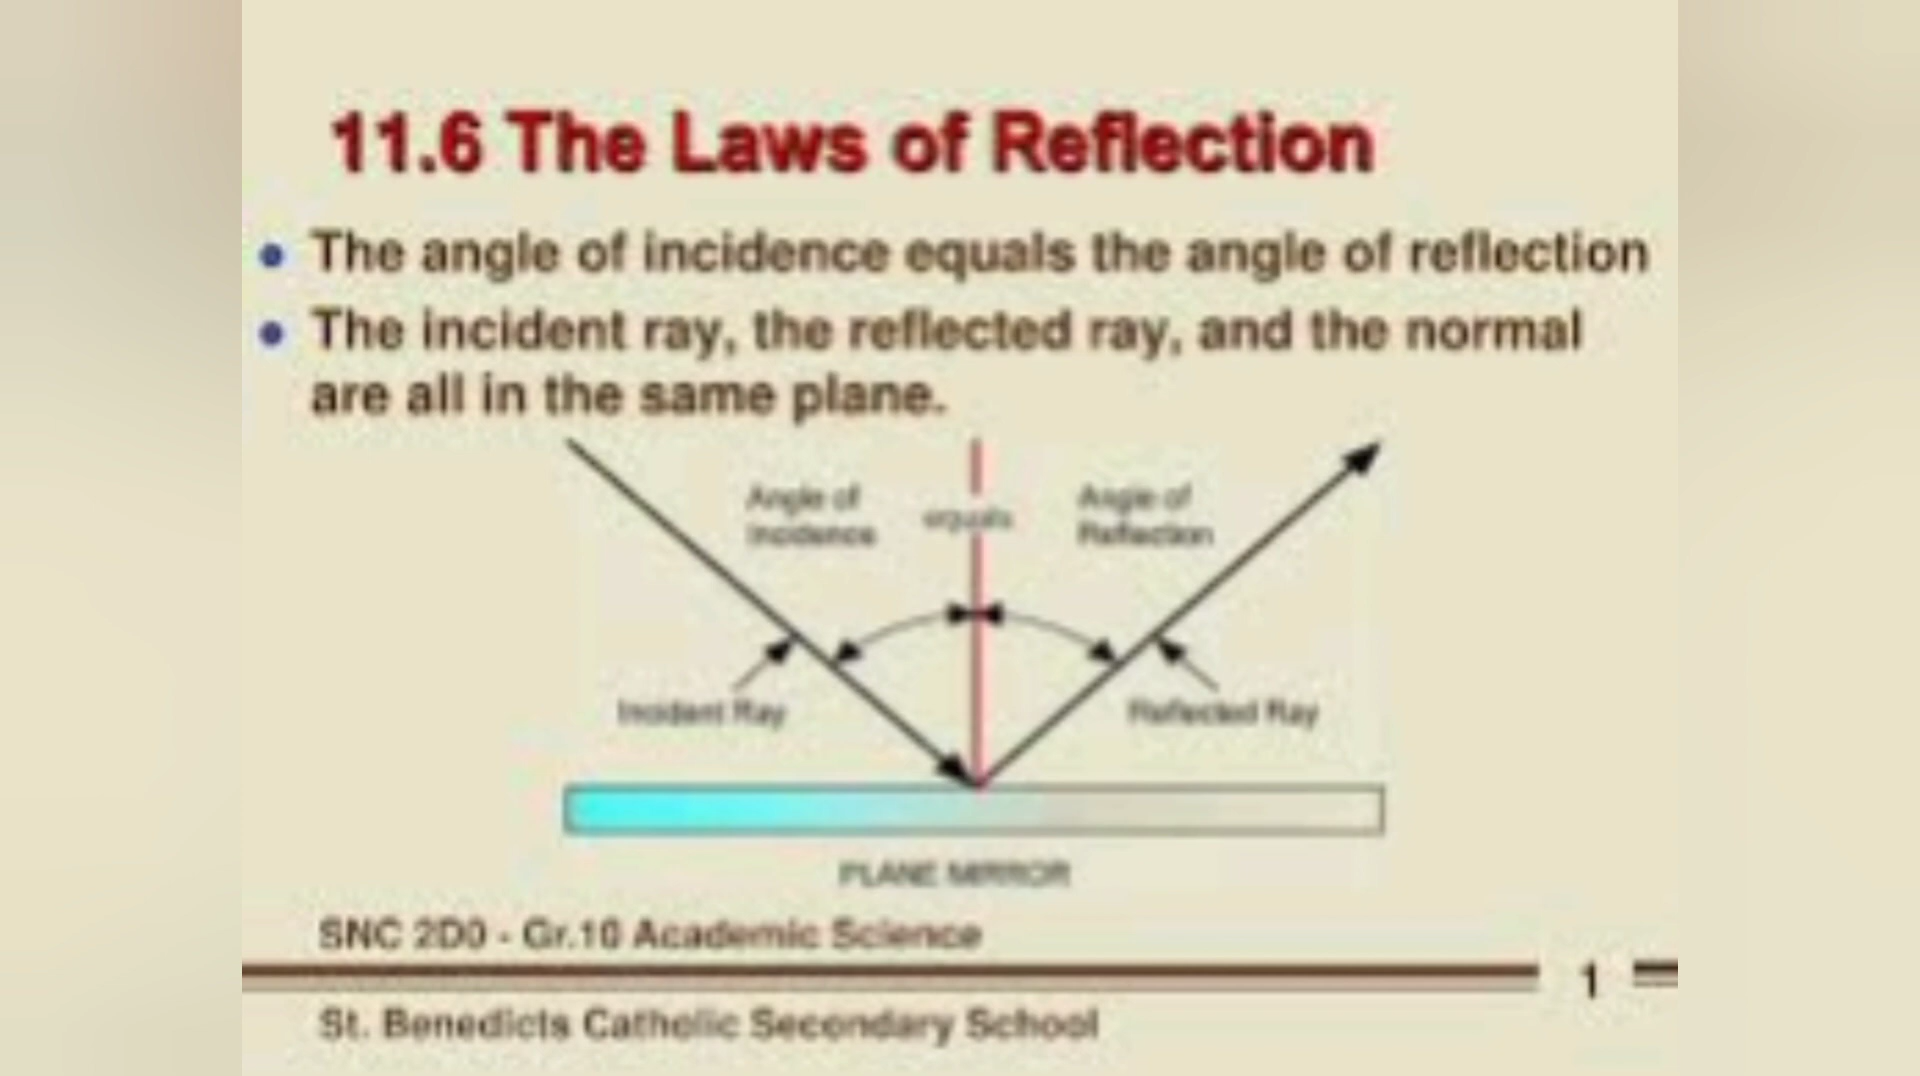 11.6 The Laws of Reflection
The angle of incidence equals the angle of reflection
The incident ray, the reflected ray, and the normal
are all in the same plane.
Angle of
Incidence
equals
Angle of
Reflection
Incident Ray
Reflected Ray
PLANE MIRROR
SNC 2D0 - Gr.10 Academic Science
1
St. Benedicts Catholic Secondary School